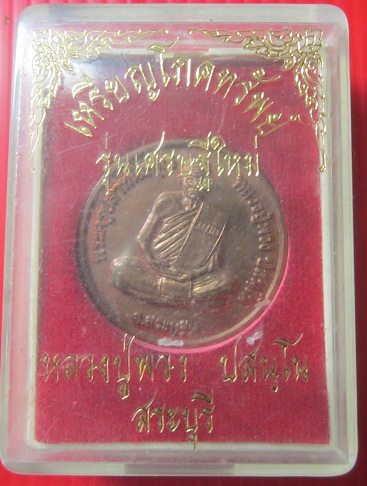 เหรียญโภคทรัพย์
รุ่นเศรษฐีใหม่
หลวงปู่พวง ปสนฺโน
สระบุรี